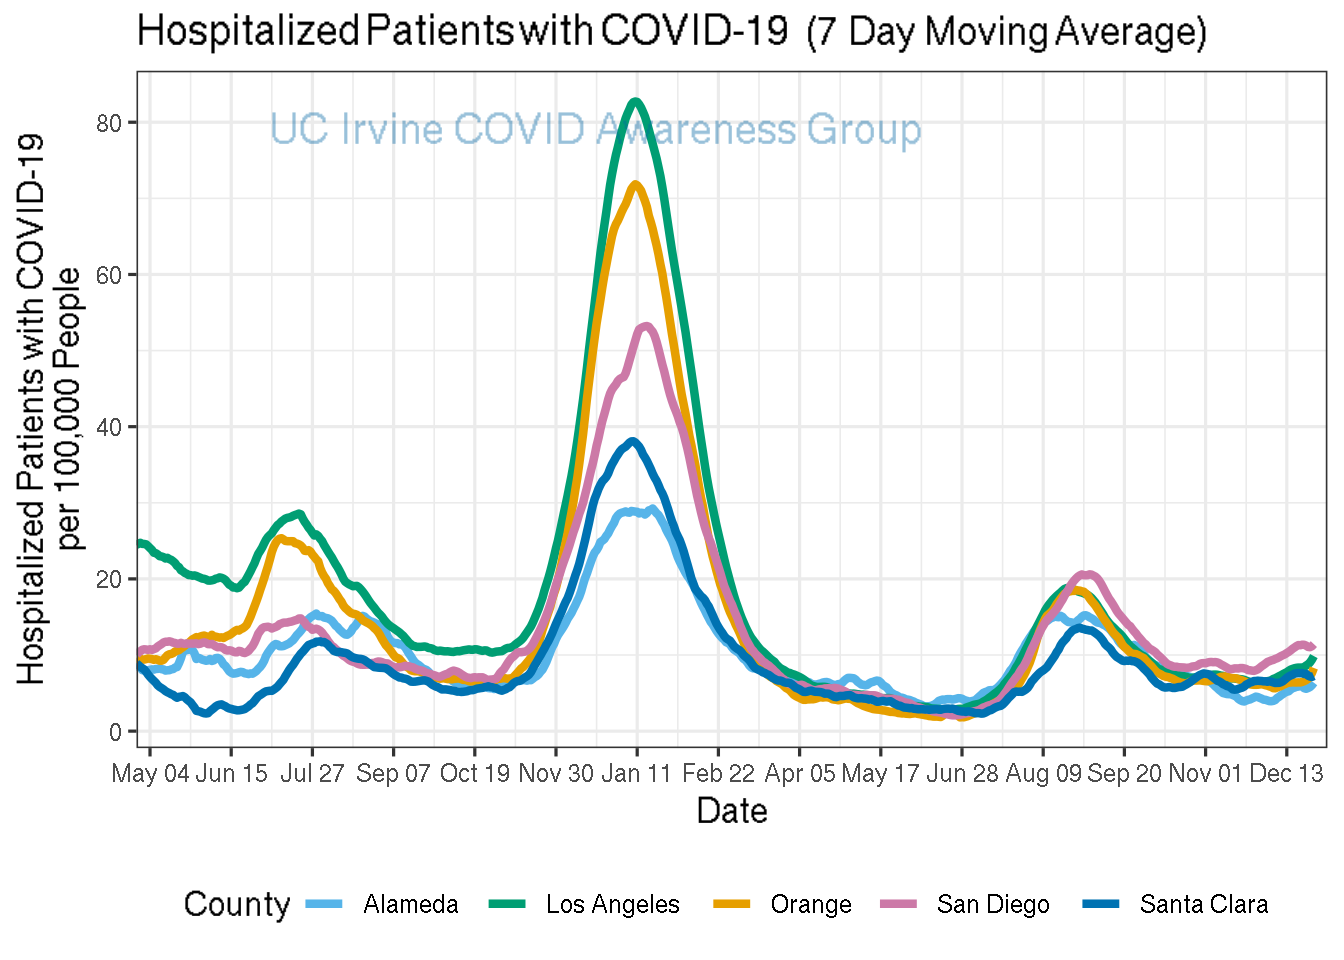 Hospitalized Patients with COVID-19 (7 Day Moving Average)
UC Irvine COVID Awareness Group
Hospitalized Patients with COVID-19
per 100,000 People
80
60
40
20
0
May 04 Jun 15 Jul 27 Sep 07 Oct 19 Nov 30 Jan 11 Feb 22 Apr 05 May 17 Jun 28 Aug 09 Sep 20 Nov 01 Dec 13
Date
County Alameda Los Angeles Orange San Diego Santa Clara